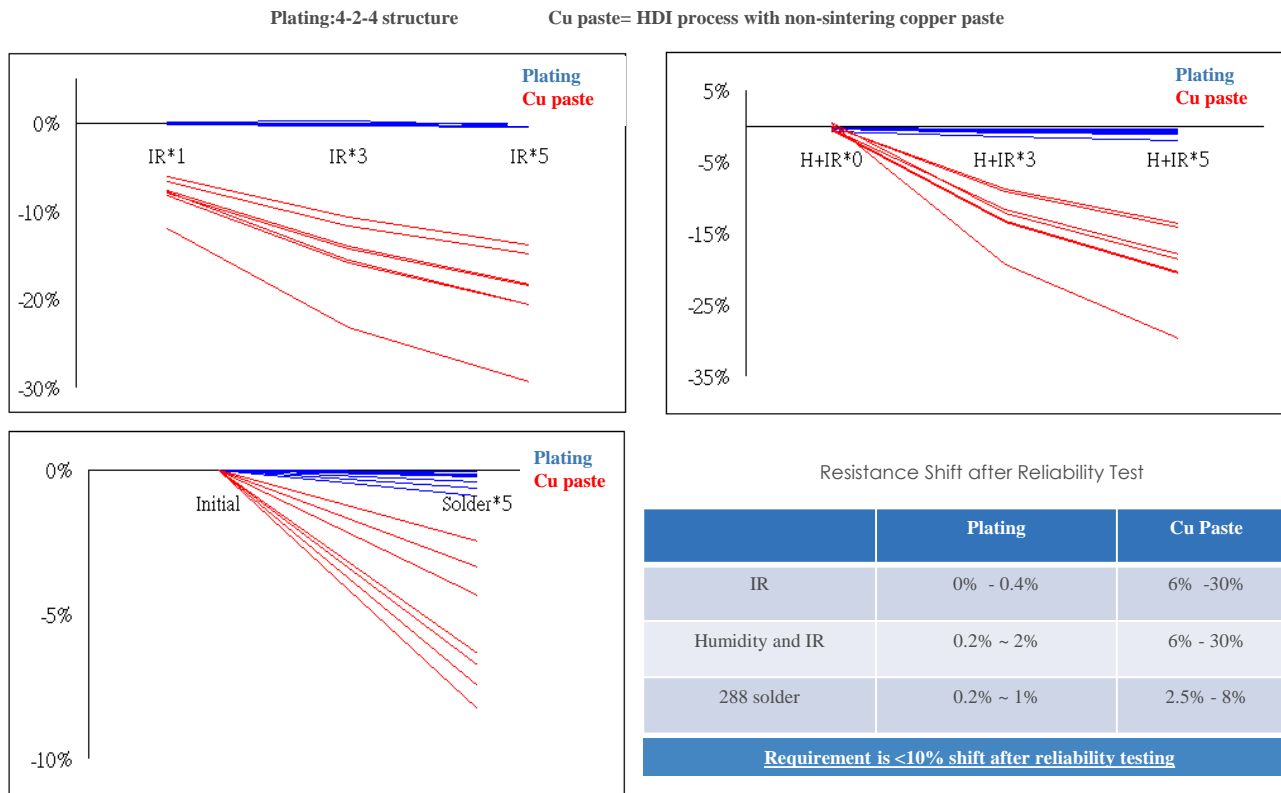 Plating:4-2-4 structure Cu paste= HDI process with non-sintering copper paste
Plating
Cu paste
0%
IR*1 IR*3 IR*5
-10%
-20%
-30%
Plating
Cu paste
5%
H+IR*0 H+IR*3 H+IR*5
-5%
-15%
-25%
-35%
Plating
Cu paste
0%
Initial Solder*5
-5%
-10%
Resistance Shift after Reliability Test
Plating Cu Paste
IR 0% - 0.4% 6% -30%
Humidity and IR 0.2% ~ 2% 6% - 30%
288 solder 0.2% ~ 1% 2.5% - 8%
Requirement is <10% shift after reliability testing